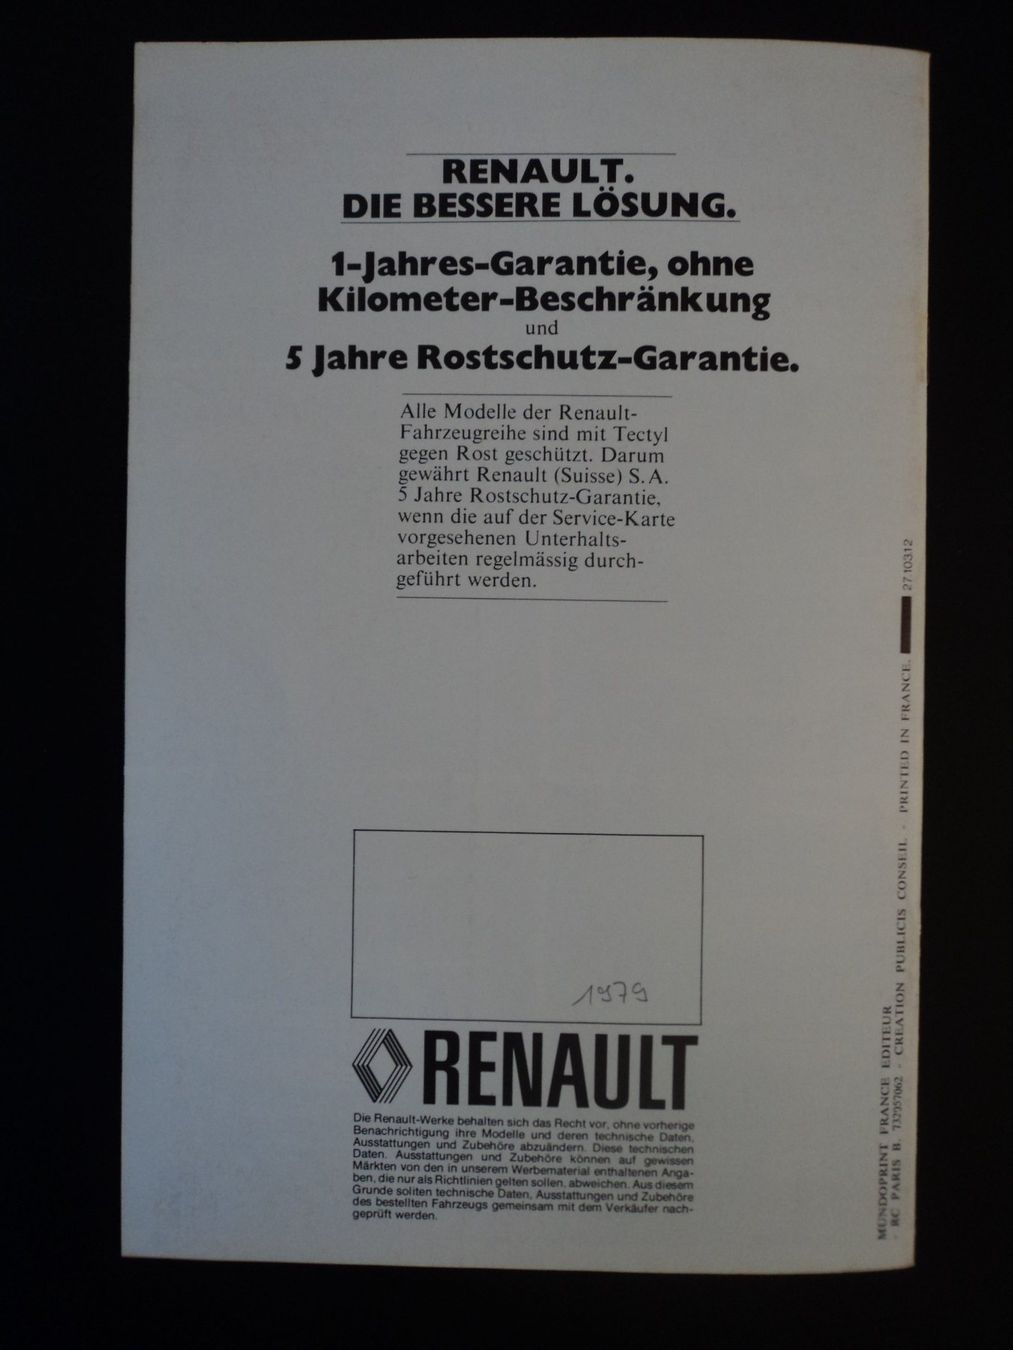 RENAULT.
DIE BESSERE LÖSUNG.
1-Jahres-Garantie, ohne
Kilometer-Beschränkung
und
5 Jahre Rostschutz-Garantie.
Alle Modelle der Renault-
Fahrzeugreihe sind mit Tectyl
gegen Rost geschützt. Darum
gewährt Renault (Suisse) S.A.
5 Jahre Rostschutz-Garantie,
wenn die auf der Service-Karte
vorgesehenen Unterhalts-
arbeiten regelmässig durch-
geführt werden.
1979
RENAULT
Die Renault-Werke behalten sich das Recht vor, ohne vorherige
Benachrichtigung ihre Modelle und deren technische Daten,
Ausstattungen und Zubehöre abzuändern. Diese technischen
Daten, Ausstattungen und Zubehöre können auf gewissen
Märkten von den in unserem Werbematerial enthaltenen Anga-
ben, die nur als Richtlinien gelten sollen, abweichen. Aus diesem
Grunde sollten technische Daten, Ausstattungen und Zubehöre
des bestellten Fahrzeugs gemeinsam mit dem Verkäufer nach-
geprüft werden.
MUNDOPRINT FRANCE EDITEUR
- RC PARIS B. 732957062 - CREATION PUBLICIS CONSEIL - PRINTED IN FRANCE. 27 103 12